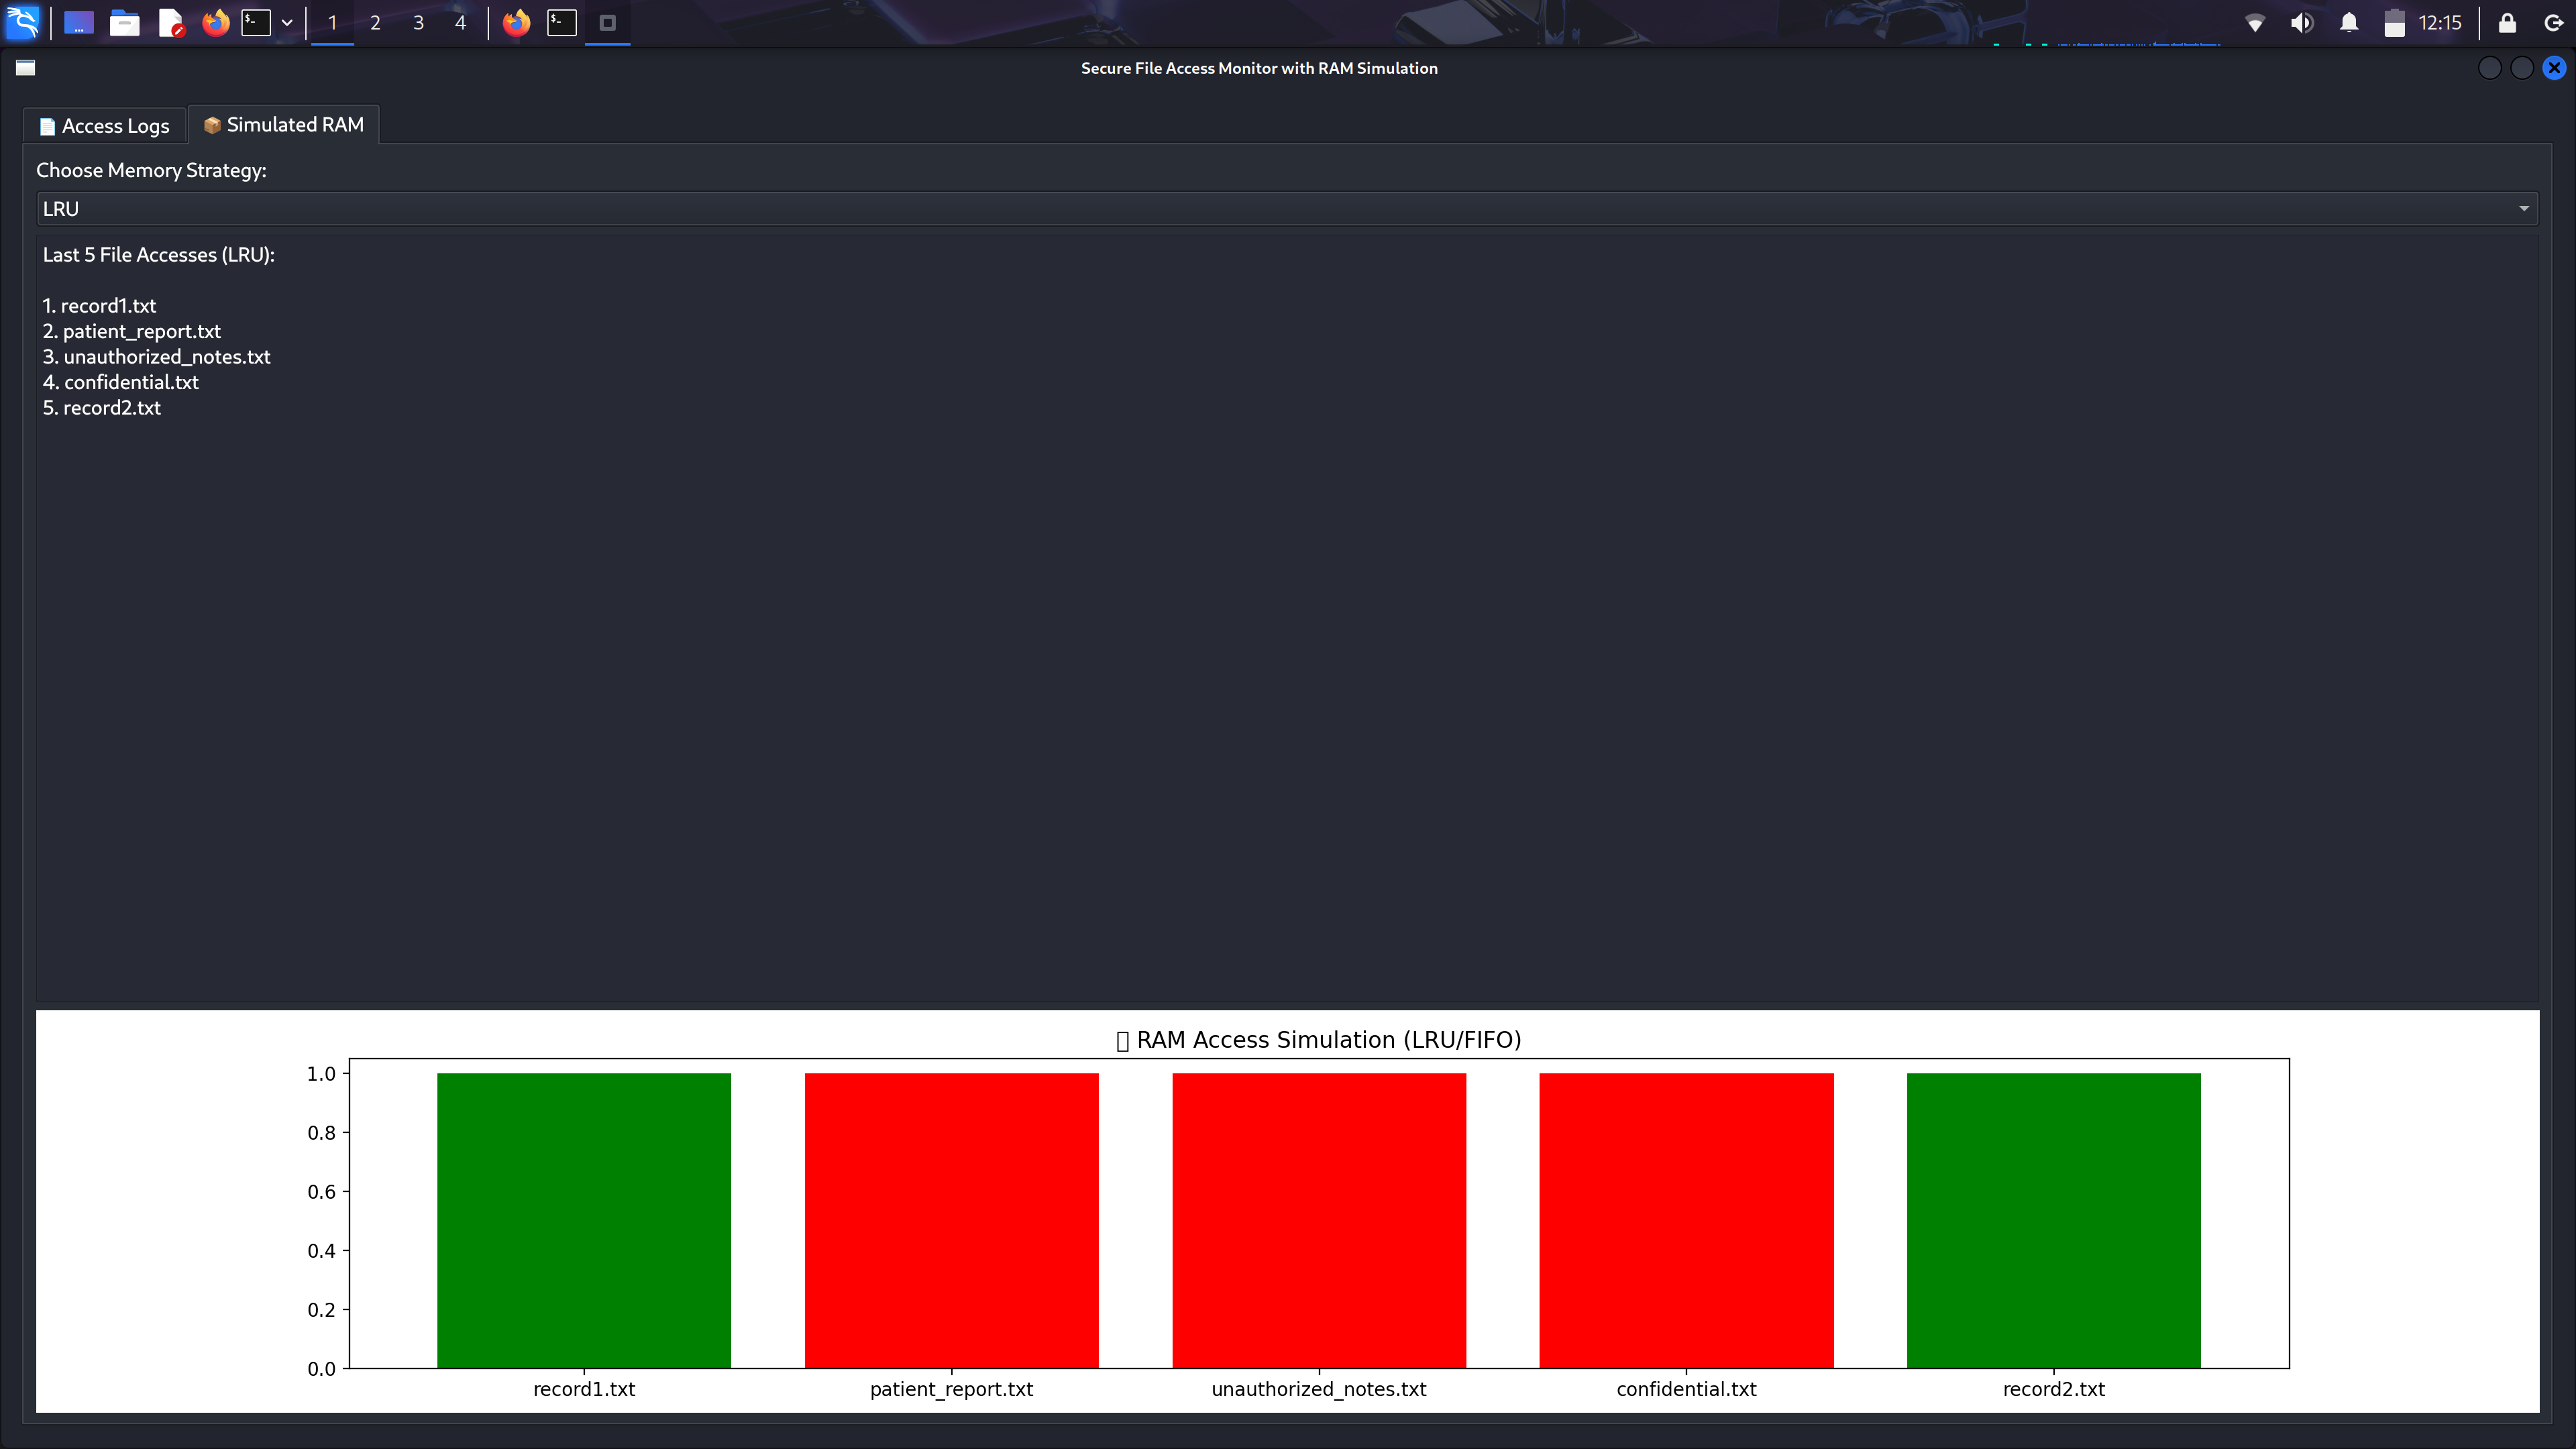 1 2 3 4 12:15
Secure File Access Monitor with RAM Simulation
Access Logs Simulated RAM
Choose Memory Strategy:
LRU
Last 5 File Accesses (LRU):
1. record1.txt
2. patient_report.txt
3. unauthorized_notes.txt
4. confidential.txt
5. record2.txt
RAM Access Simulation (LRU/FIFO)
1.0
0.8
0.6
0.4
0.2
0.0
record1.txt patient_report.txt unauthorized_notes.txt confidential.txt record2.txt